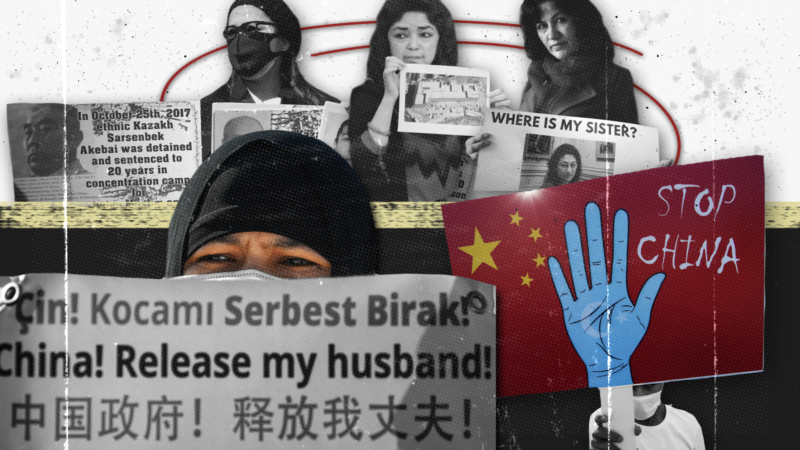 In October 25th, 2017
ethnic Kazakh
Sarsenbek
Akebai was detained
and sentenced to
20 years in
concentration camp
for
WHERE IS MY SISTER?
STOP
CHINA
Çin! Kocamı Serbest Birak!
China! Release my husband!
中国政府！释放我丈夫！